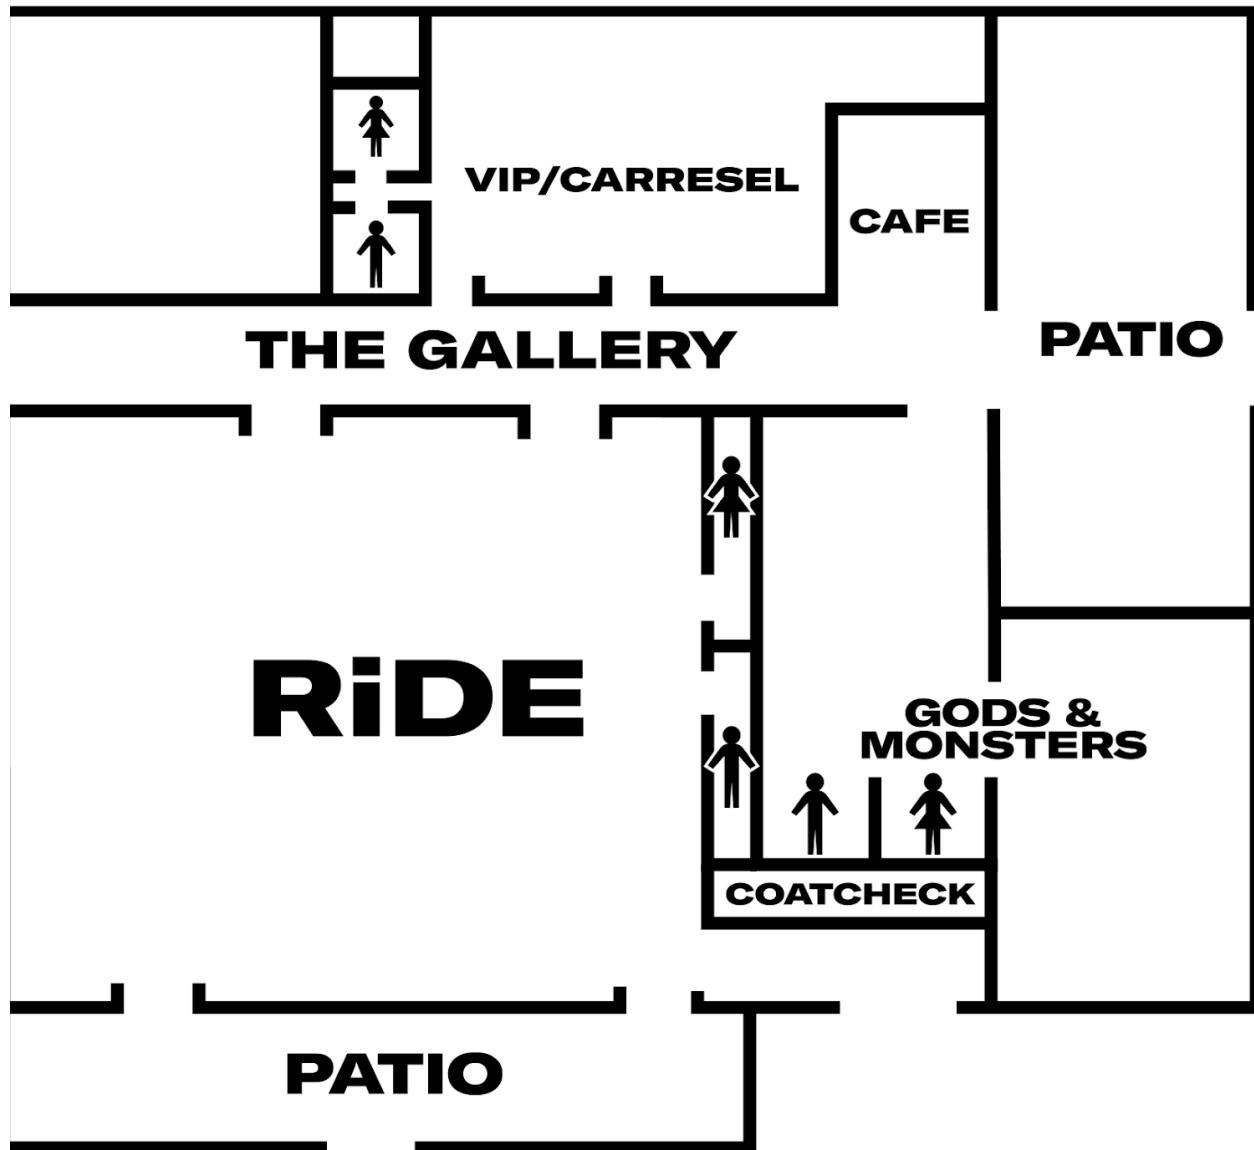 VIP/CARRESEL
CAFE
THE GALLERY
PATIO
RiDE
GODS &
MONSTERS
COATCHECK
PATIO